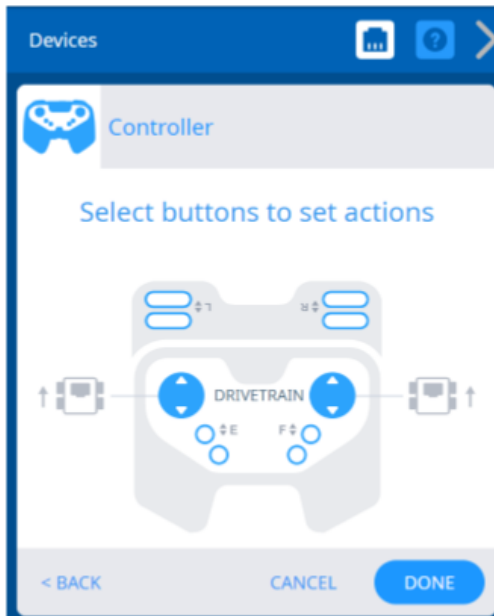 Devices
?
Controller
Select buttons to set actions
L R
DRIVETRAIN
E F
< BACK CANCEL DONE